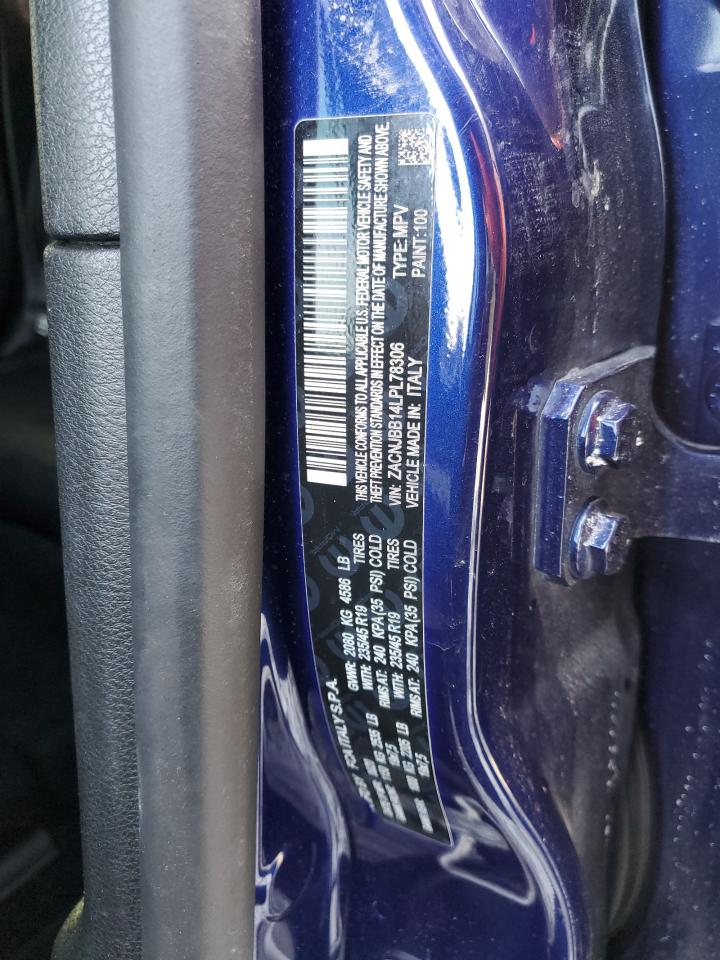 FCA ITALY S.P.A.
GVWR: 2080 KG 4586 LB
WITH: 235/45 R19 TIRES
RIMS AT: 240 KPA (35 PSI) COLD
WITH: 235/45 R19 TIRES
RIMS AT: 240 KPA (35 PSI) COLD
THIS VEHICLE CONFORMS TO ALL APPLICABLE U.S. FEDERAL MOTOR VEHICLE SAFETY AND
THEFT PREVENTION STANDARDS IN EFFECT ON THE DATE OF MANUFACTURE SHOWN ABOVE.
VIN: ZACNJBB14LPL78306 TYPE: MPV
VEHICLE MADE IN: ITALY PAINT: 100